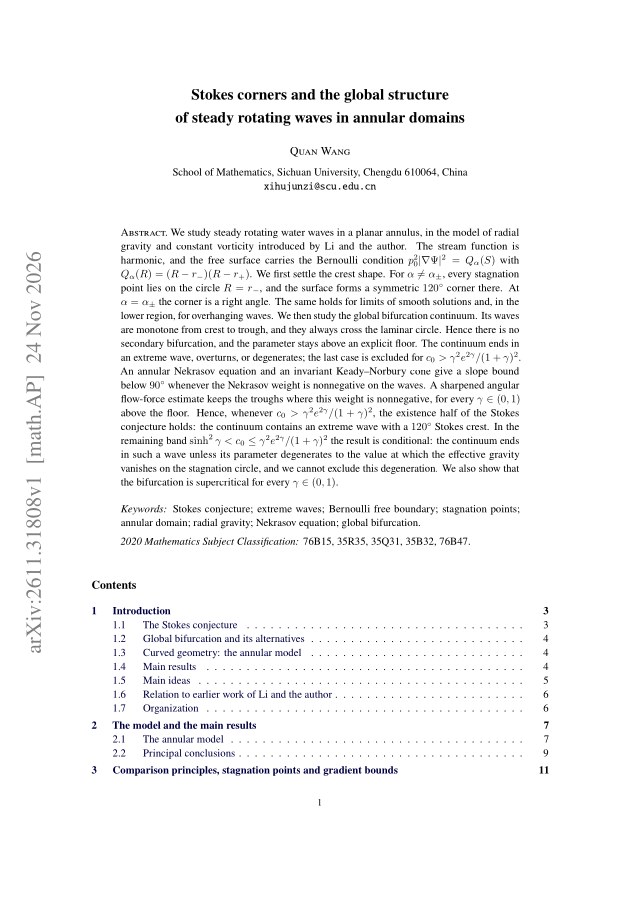 Stokes corners and the global structure
of steady rotating waves in annular domains
Quan Wang
School of Mathematics, Sichuan University, Chengdu 610064, China
xihujunzi@scu.edu.cn
Abstract. We study steady rotating water waves in a planar annulus, in the model of radial
gravity and constant vorticity introduced by Li and the author. The stream function is
harmonic, and the free surface carries the Bernoulli condition p₀²|∇Ψ|² = Q_α(S) with
Q_α(R) = (R − r₋)(R − r₊). We first settle the crest shape. For α ≠ α±, every stagnation
point lies on the circle R = r₋, and the surface forms a symmetric 120° corner there. At
α = α± the corner is a right angle. The same holds for limits of smooth solutions and, in the
lower region, for overhanging waves. We then study the global bifurcation continuum. Its waves
are monotone from crest to trough, and they always cross the laminar circle. Hence there is no
secondary bifurcation, and the parameter stays above an explicit floor. The continuum ends in
an extreme wave, overturns, or degenerates; the last case is excluded for c₀ > γ²e²ᵞ/(1 + γ)².
An annular Nekrasov equation and an invariant Keady–Norbury cone give a slope bound
below 90° whenever the Nekrasov weight is nonnegative on the waves. A sharpened angular
flow-force estimate keeps the troughs where this weight is nonnegative, for every γ ∈ (0, 1)
above the floor. Hence, whenever c₀ > γ²e²ᵞ/(1 + γ)², the existence half of the Stokes
conjecture holds: the continuum contains an extreme wave with a 120° Stokes crest. In the
remaining band sinh² γ < c₀ ≤ γ²e²ᵞ/(1 + γ)² the result is conditional: the continuum ends
in such a wave unless its parameter degenerates to the value at which the effective gravity
vanishes on the stagnation circle, and we cannot exclude this degeneration. We also show that
the bifurcation is supercritical for every γ ∈ (0, 1).
Keywords: Stokes conjecture; extreme waves; Bernoulli free boundary; stagnation points;
annular domain; radial gravity; Nekrasov equation; global bifurcation.
2020 Mathematics Subject Classification: 76B15, 35R35, 35Q31, 35B32, 76B47.
Contents
1 Introduction 3
1.1 The Stokes conjecture . . . . . . . . . . 3
1.2 Global bifurcation and its alternatives . . . . . . . . . . 4
1.3 Curved geometry: the annular model . . . . . . . . . . 4
1.4 Main results . . . . . . . . . . 4
1.5 Main ideas . . . . . . . . . . 5
1.6 Relation to earlier work of Li and the author . . . . . . . . . . 6
1.7 Organization . . . . . . . . . . 6
2 The model and the main results 7
2.1 The annular model . . . . . . . . . . 7
2.2 Principal conclusions . . . . . . . . . . 9
3 Comparison principles, stagnation points and gradient bounds 11
1
arXiv:2611.31808v1 [math.AP] 24 Nov 2026